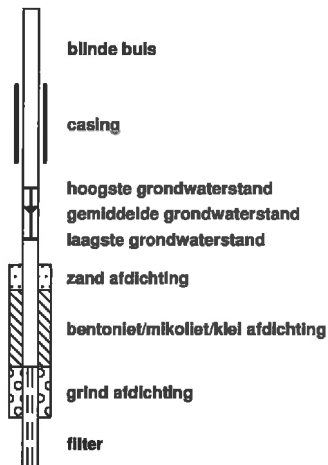 blinde buis
casing
hoogste grondwaterstand
gemiddelde grondwaterstand
laagste grondwaterstand
zand afdichting
bentoniet/mikoliet/klei afdichting
grind afdichting
filter